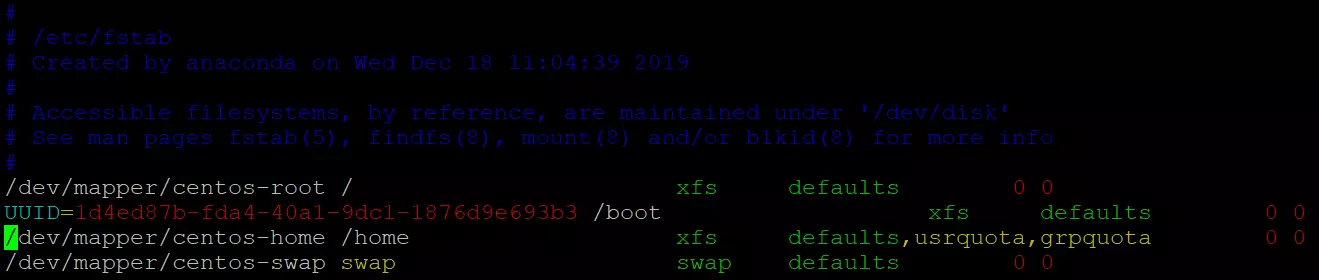 #
# /etc/fstab
# Created by anaconda on Wed Dec 18 11:04:39 2019
#
# Accessible filesystems, by reference, are maintained under '/dev/disk'
# See man pages fstab(5), findfs(8), mount(8) and/or blkid(8) for more info
#
/dev/mapper/centos-root / xfs defaults 0 0
UUID=1d4ed87b-fda4-40a1-9dc1-1876d9e693b3 /boot xfs defaults 0 0
/dev/mapper/centos-home /home xfs defaults,usrquota,grpquota 0 0
/dev/mapper/centos-swap swap swap defaults 0 0